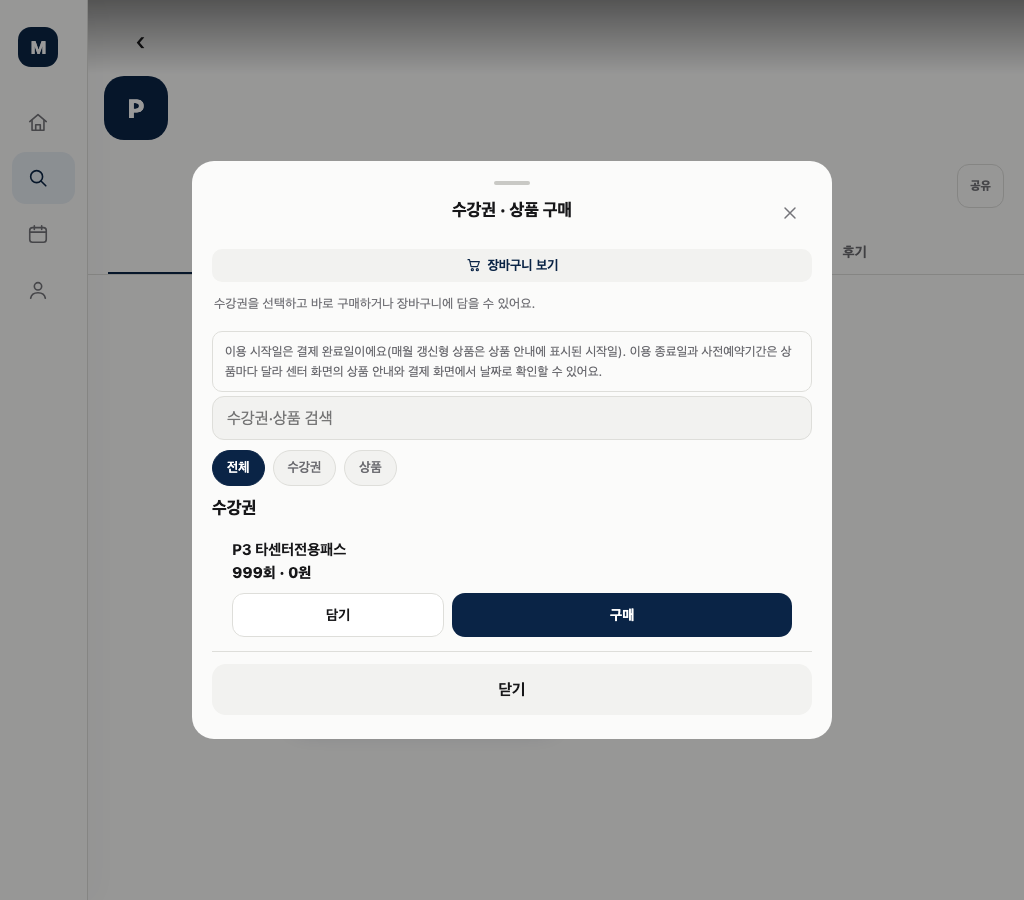 M
P
공유
후기
수강권 · 상품 구매
장바구니 보기
수강권을 선택하고 바로 구매하거나 장바구니에 담을 수 있어요.
이용 시작일은 결제 완료일이에요(매월 갱신형 상품은 상품 안내에 표시된 시작일). 이용 종료일과 사전예약기간은 상
품마다 달라 센터 화면의 상품 안내와 결제 화면에서 날짜로 확인할 수 있어요.
수강권·상품 검색
전체
수강권
상품
수강권
P3 타센터전용패스
999회 · 0원
담기
구매
닫기